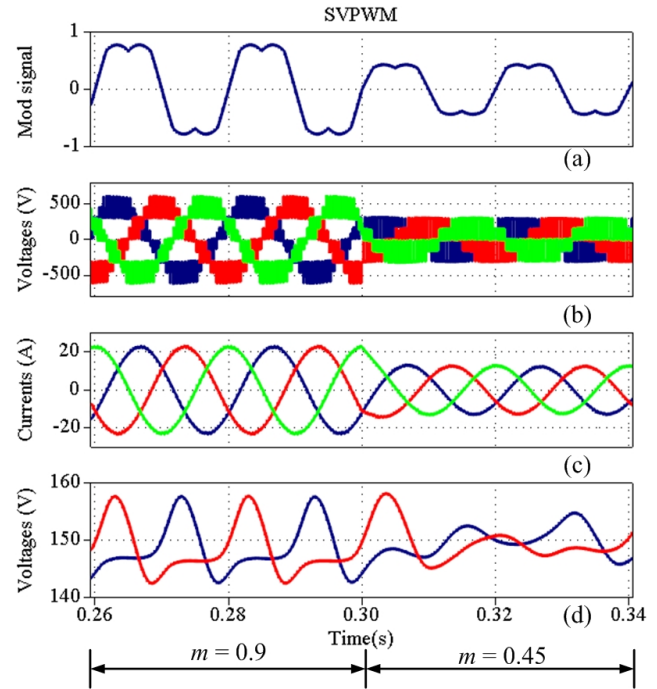 SVPWM
Mod signal
1
0
-1
(a)
Voltages (V)
500
0
-500
(b)
Currents (A)
20
0
-20
(c)
Voltages (V)
160
150
140
(d)
0.26 0.28 0.30 0.32 0.34
Time(s)
m = 0.9 m = 0.45